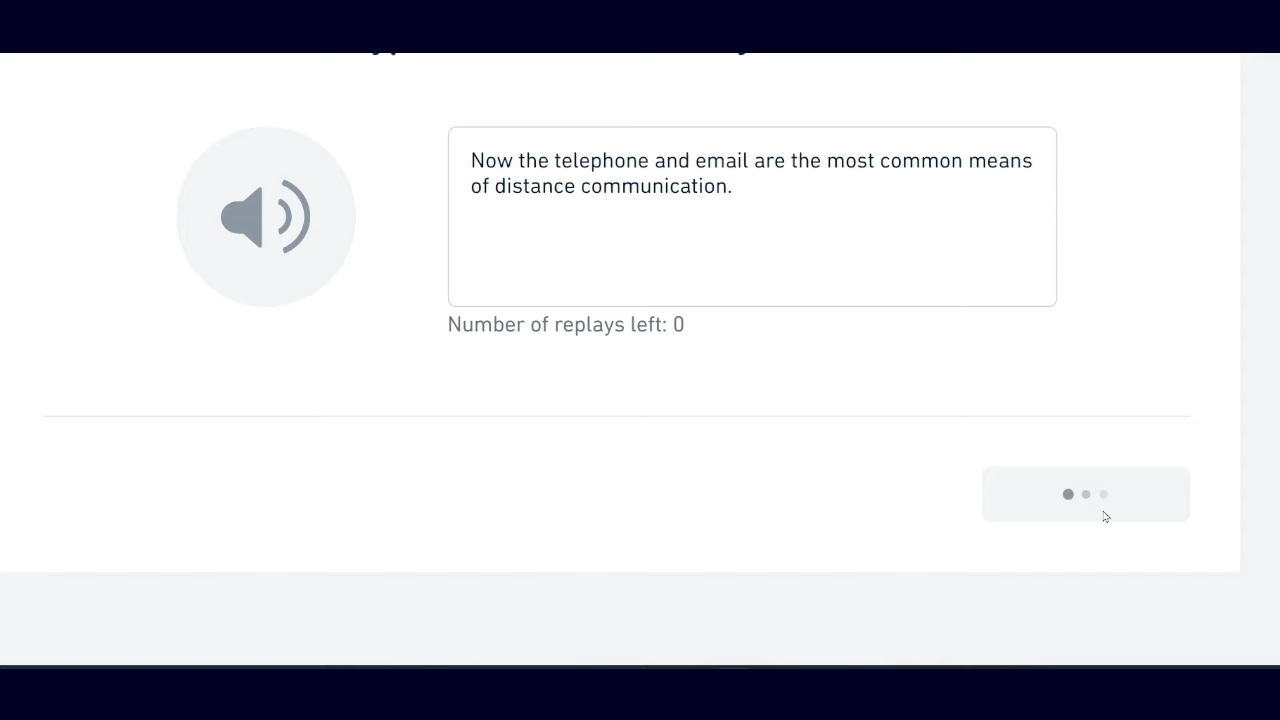 Now the telephone and email are the most common means
of distance communication.
Number of replays left: 0